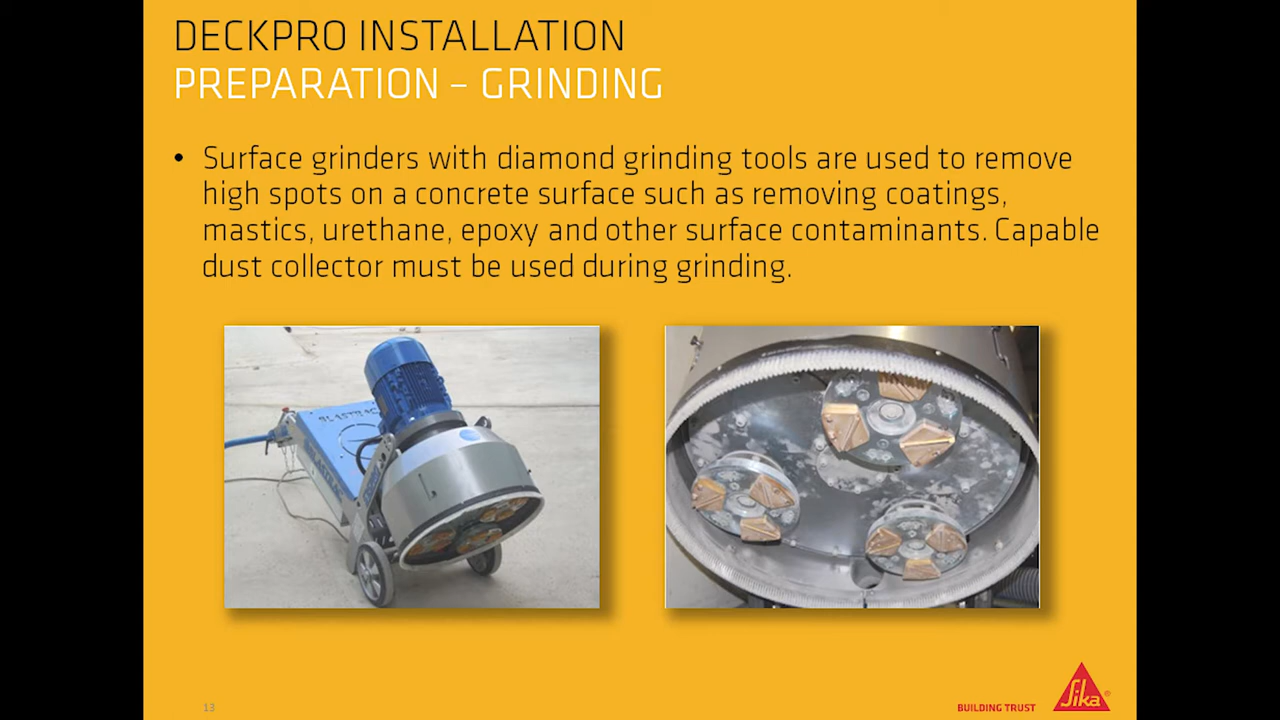 DECKPRO INSTALLATION
PREPARATION – GRINDING
• Surface grinders with diamond grinding tools are used to remove
high spots on a concrete surface such as removing coatings,
mastics, urethane, epoxy and other surface contaminants. Capable
dust collector must be used during grinding.
BLASTRAC
13
BUILDING TRUST
Sika®